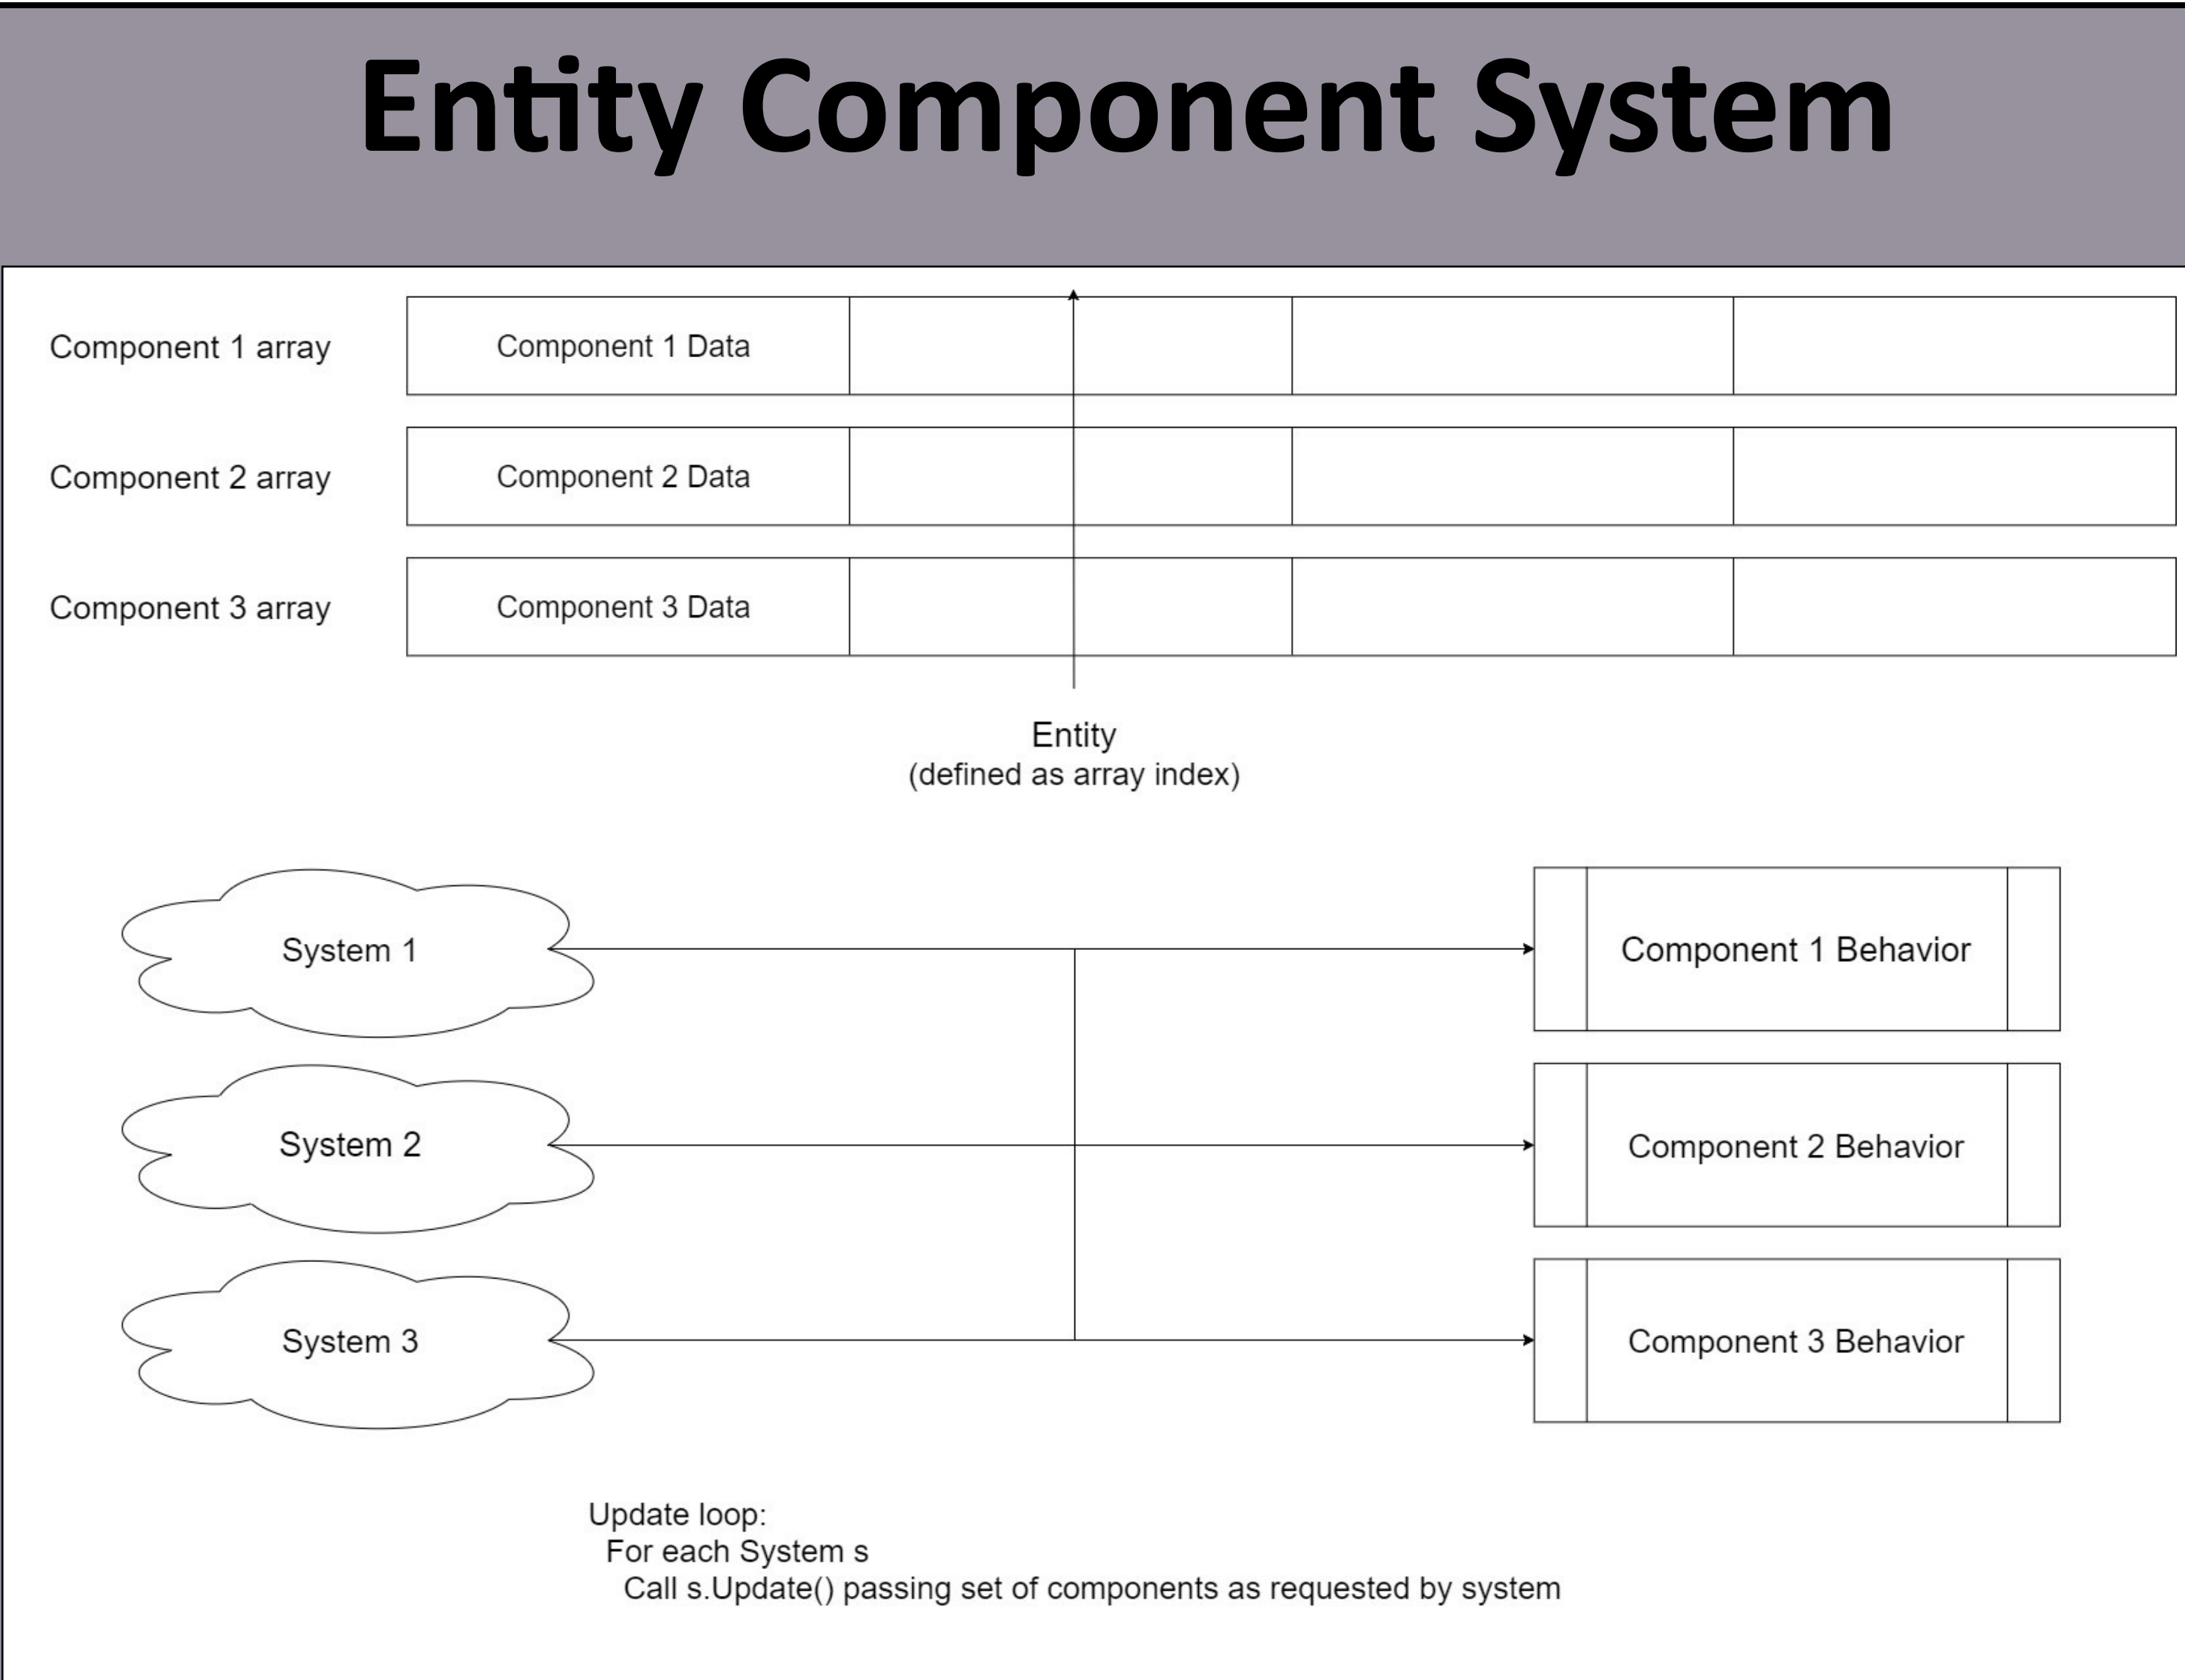 Entity Component System
Component 1 array
Component 1 Data
Component 2 array
Component 2 Data
Component 3 array
Component 3 Data
Entity
(defined as array index)
System 1
Component 1 Behavior
System 2
Component 2 Behavior
System 3
Component 3 Behavior
Update loop:
For each System s
Call s.Update() passing set of components as requested by system